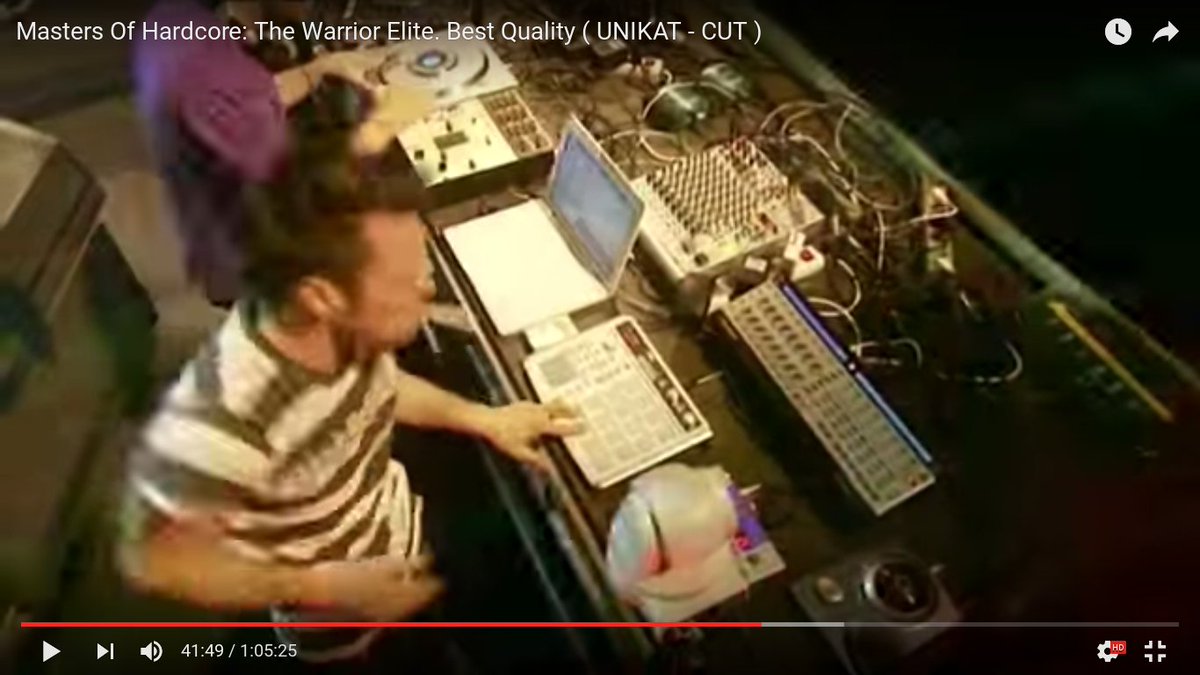 Masters Of Hardcore: The Warrior Elite. Best Quality ( UNIKAT - CUT )
41:49 / 1:05:25
HD